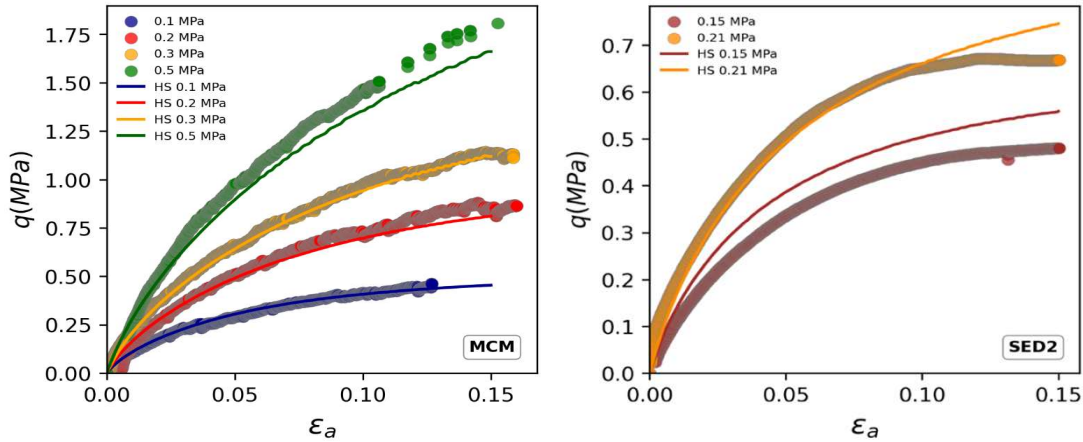 q(MPa)
1.75
1.50
1.25
1.00
0.75
0.50
0.25
0.00
0.1 MPa
0.2 MPa
0.3 MPa
0.5 MPa
HS 0.1 MPa
HS 0.2 MPa
HS 0.3 MPa
HS 0.5 MPa
MCM
0.00 0.05 0.10 0.15
εa
q(MPa)
0.7
0.6
0.5
0.4
0.3
0.2
0.1
0.0
0.15 MPa
0.21 MPa
HS 0.15 MPa
HS 0.21 MPa
SED2
0.00 0.05 0.10 0.15
εa